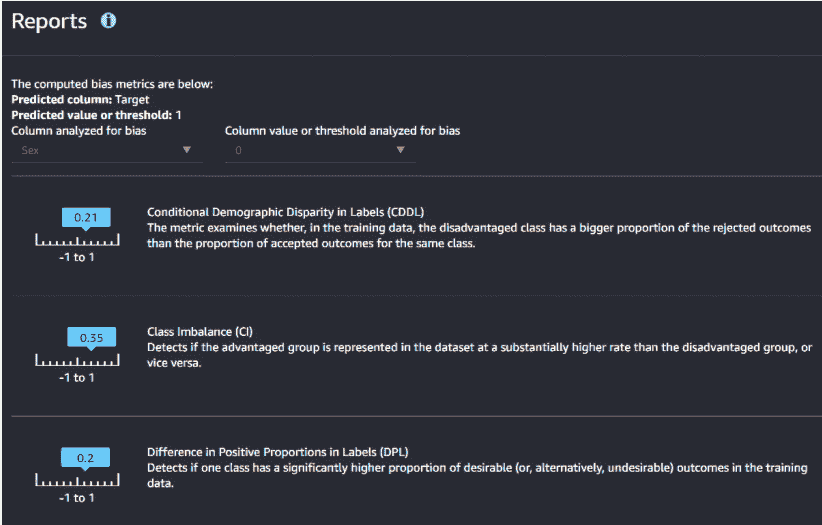 Reports
The computed bias metrics are below:
Predicted column: Target
Predicted value or threshold: 1
Column analyzed for bias
Column value or threshold analyzed for bias
Sex
0
0.21
-1 to 1
Conditional Demographic Disparity in Labels (CDDL)
The metric examines whether, in the training data, the disadvantaged class has a bigger proportion of the rejected outcomes
than the proportion of accepted outcomes for the same class.
0.35
-1 to 1
Class Imbalance (CI)
Detects if the advantaged group is represented in the dataset at a substantially higher rate than the disadvantaged group, or
vice versa.
0.2
-1 to 1
Difference in Positive Proportions in Labels (DPL)
Detects if one class has a significantly higher proportion of desirable (or, alternatively, undesirable) outcomes in the training
data.